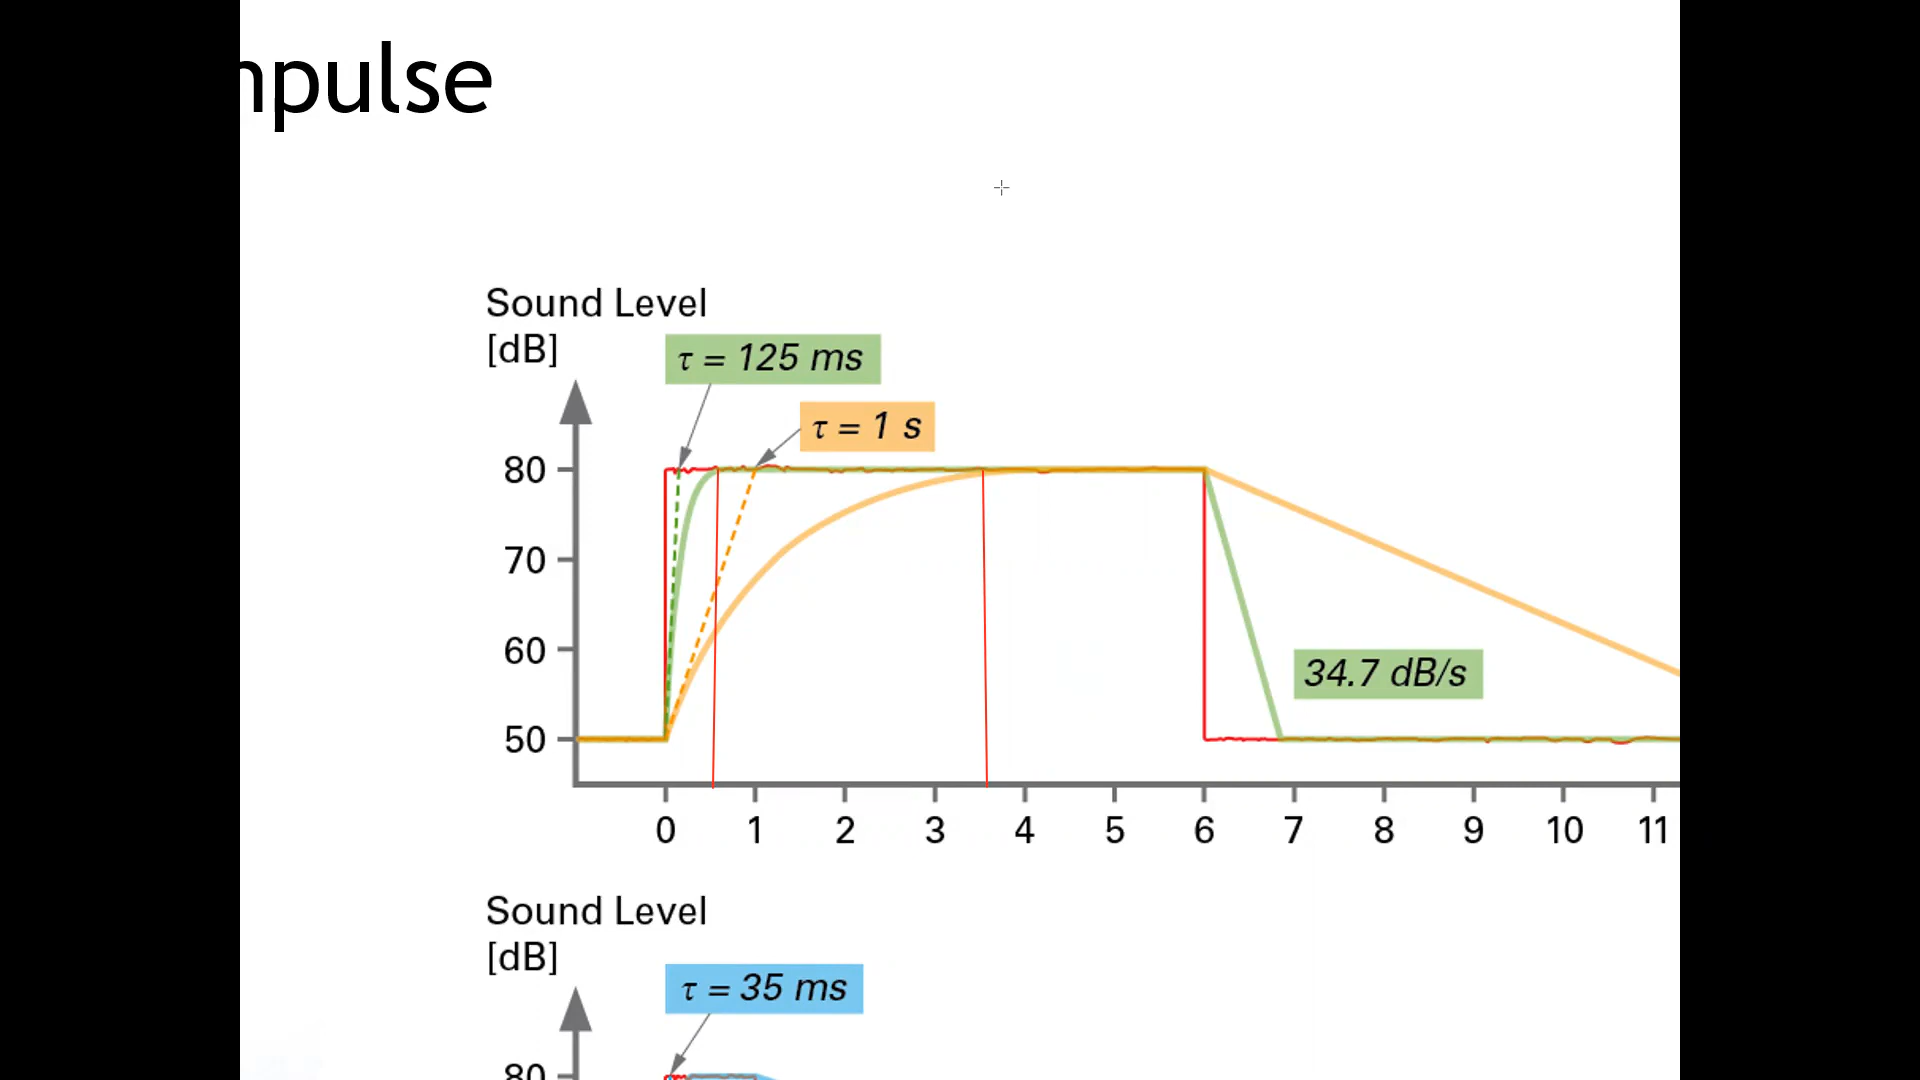 npulse
Sound Level
[dB]
τ = 125 ms
τ = 1 s
80
70
60
50
34.7 dB/s
0 1 2 3 4 5 6 7 8 9 10 11
Sound Level
[dB]
τ = 35 ms
80